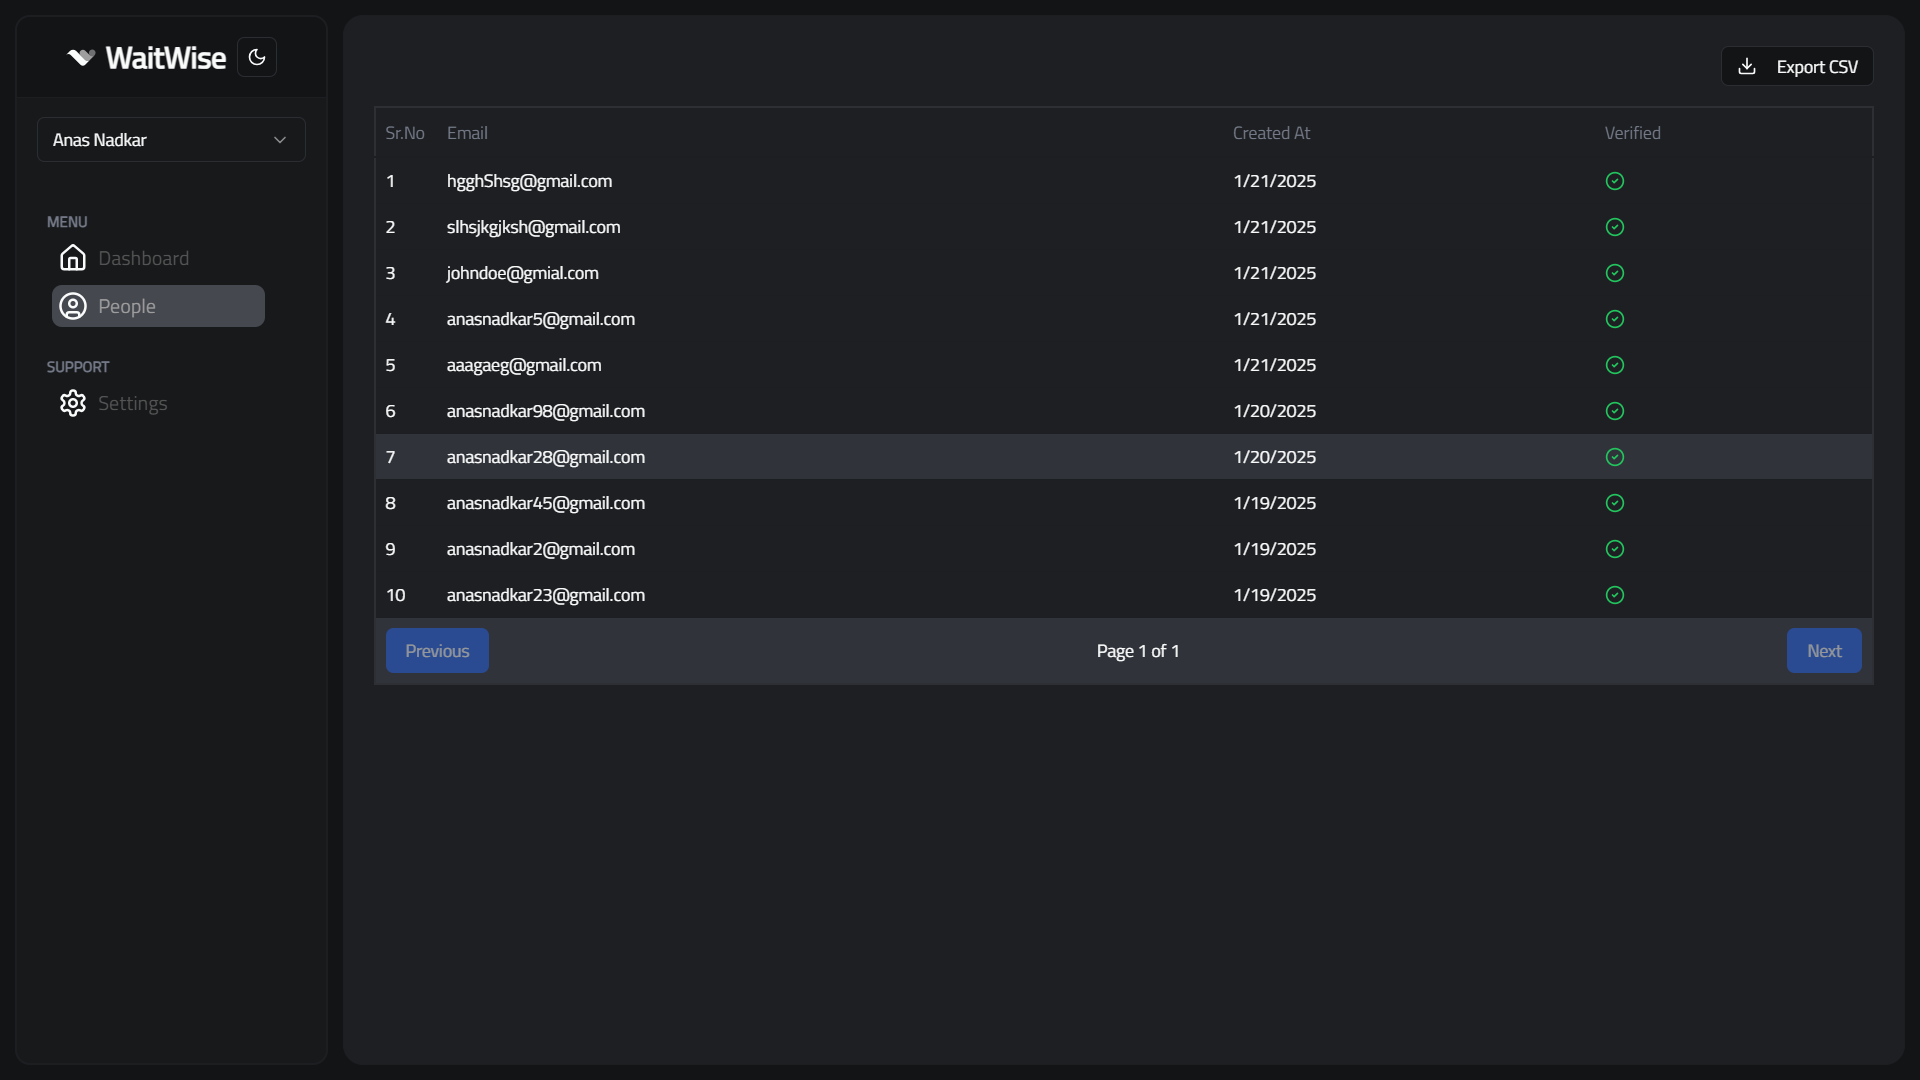 WaitWise
Anas Nadkar
MENU
Dashboard
People
SUPPORT
Settings
Export CSV
Sr.No Email Created At Verified
1 hgghShsg@gmail.com 1/21/2025
2 slhsjkgjksh@gmail.com 1/21/2025
3 johndoe@gmial.com 1/21/2025
4 anasnadkar5@gmail.com 1/21/2025
5 aaagaeg@gmail.com 1/21/2025
6 anasnadkar98@gmail.com 1/20/2025
7 anasnadkar28@gmail.com 1/20/2025
8 anasnadkar45@gmail.com 1/19/2025
9 anasnadkar2@gmail.com 1/19/2025
10 anasnadkar23@gmail.com 1/19/2025
Previous Page 1 of 1 Next